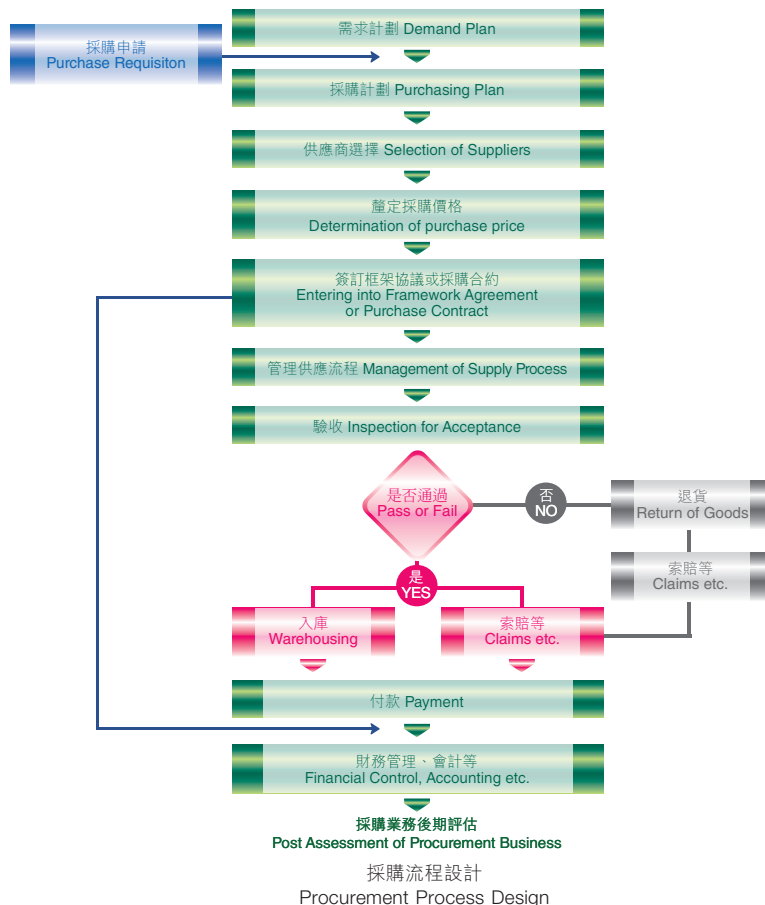 需求計劃 Demand Plan
採購申請
Purchase Requisiton
採購計劃 Purchasing Plan
供應商選擇 Selection of Suppliers
釐定採購價格
Determination of purchase price
簽訂框架協議或採購合約
Entering into Framework Agreement
or Purchase Contract
管理供應流程 Management of Supply Process
驗收 Inspection for Acceptance
是否通過
Pass or Fail
否
NO
退貨
Return of Goods
索賠等
Claims etc.
是
YES
入庫
Warehousing
索賠等
Claims etc.
付款 Payment
財務管理、會計等
Financial Control, Accounting etc.
採購業務後期評估
Post Assessment of Procurement Business
採購流程設計
Procurement Process Design